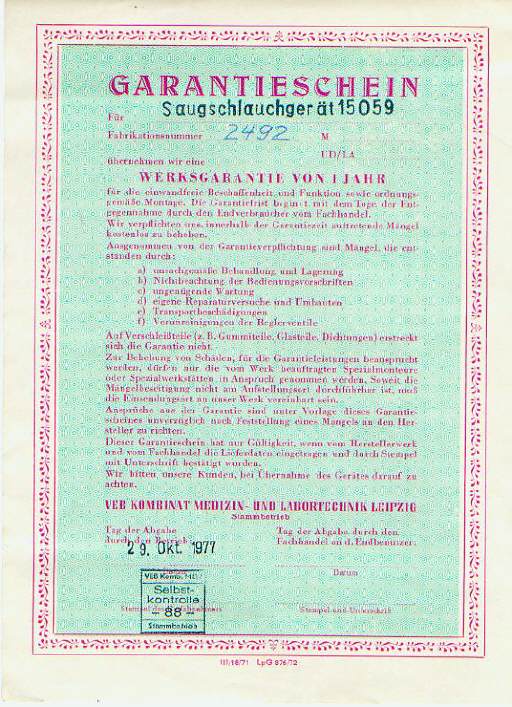 GARANTIESCHEIN
Für Saugschlauchgerät 15059
Fabrikationsnummer 2492 M
UD/LA
übernehmen wir eine
WERKSGARANTIE VON 1 JAHR
für die einwandfreie Beschaffenheit und Funktion sowie ordnungs-
gemäße Montage. Die Garantiefrist beginnt mit dem Tage der Ent-
gegennahme durch den Endverbraucher vom Fachhandel.
Wir verpflichten uns, innerhalb der Garantiezeit auftretende Mängel
kostenlos zu beheben.
Ausgenommen von der Garantieverpflichtung sind Mängel, die ent-
standen durch:
a) unsachgemäße Behandlung und Lagerung
b) Nichtbeachtung der Bedienungsvorschriften
c) ungenügende Wartung
d) eigene Reparaturversuche und Umbauten
e) Transportbeschädigungen
f) Verunreinigungen der Reglerventile
Auf Verschleißteile (z. B. Gummiteile, Glasteile, Dichtungen) erstreckt
sich die Garantie nicht.
Zur Behebung von Schäden, für die Garantieleistungen beansprucht
werden, dürfen nur die vom Werk beauftragten Spezialmonteure
oder Spezialwerkstätten in Anspruch genommen werden. Soweit die
Mängelbeseitigung nicht am Aufstellungsort durchführbar ist, muß
die Einsendungsart an unser Werk vereinbart sein.
Ansprüche aus der Garantie sind unter Vorlage dieses Garantie-
scheines unverzüglich nach Feststellung eines Mangels an den Her-
steller zu richten.
Dieser Garantieschein hat nur Gültigkeit, wenn vom Herstellerwerk
und vom Fachhandel die Lieferdaten eingetragen und durch Stempel
mit Unterschrift bestätigt wurden.
Wir bitten unsere Kunden, bei Übernahme des Gerätes darauf zu
achten.
VEB KOMBINAT MEDIZIN- UND LABORTECHNIK LEIPZIG
Stammbetrieb
Tag der Abgabe Tag der Abgabe durch den
durch den Betrieb Fachhandel an d. Endbenutzer
29. Okt. 1977
Datum
VEB Komb. MLT
Selbst-
kontrolle
- 88 -
Stempel des Stempel und Unterschrift
Stammbetrieb
III/18/71 LpG 876/72